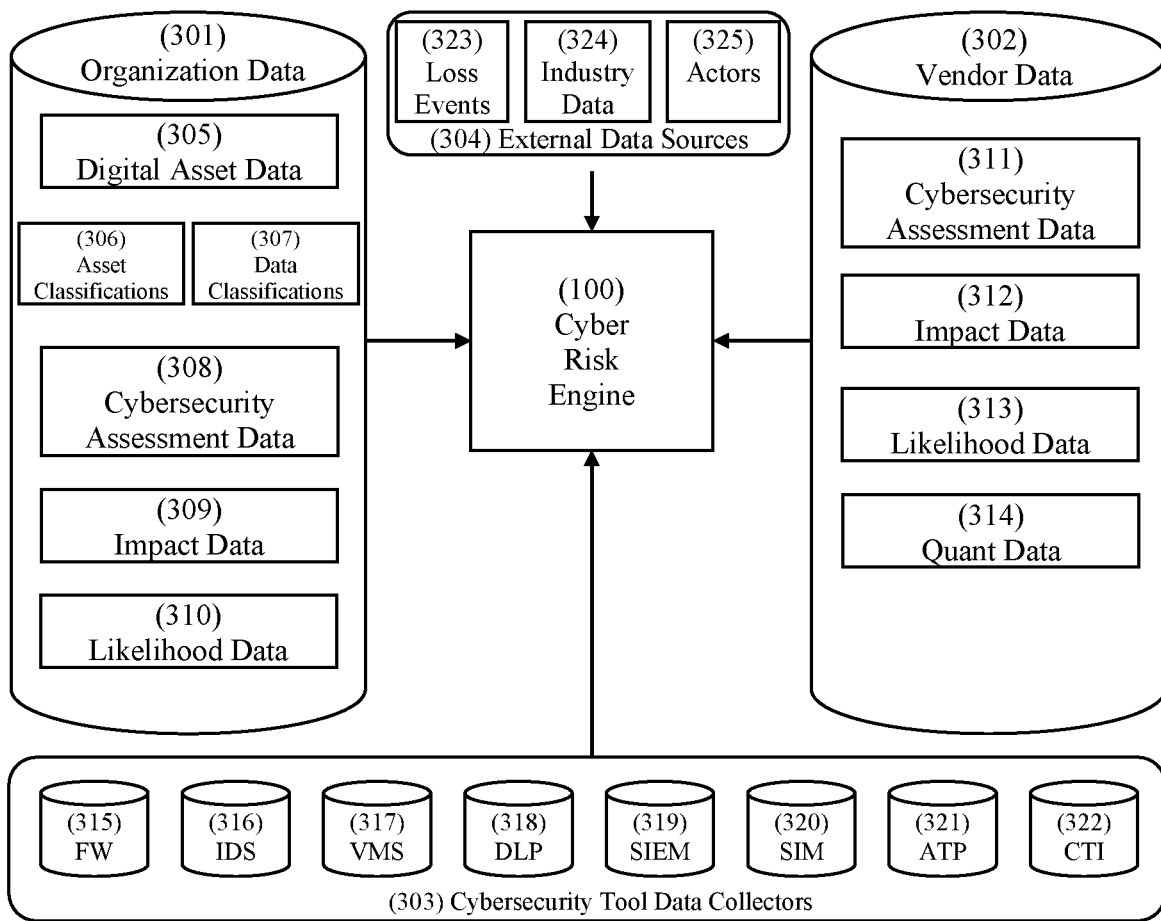 (301)
Organization Data
(305)
Digital Asset Data
(306)
Asset
Classifications
(307)
Data
Classifications
(308)
Cybersecurity
Assessment Data
(309)
Impact Data
(310)
Likelihood Data
(323)
Loss
Events
(324)
Industry
Data
(325)
Actors
(304) External Data Sources
(100)
Cyber
Risk
Engine
(302)
Vendor Data
(311)
Cybersecurity
Assessment Data
(312)
Impact Data
(313)
Likelihood Data
(314)
Quant Data
(315)
FW
(316)
IDS
(317)
VMS
(318)
DLP
(319)
SIEM
(320)
SIM
(321)
ATP
(322)
CTI
(303) Cybersecurity Tool Data Collectors